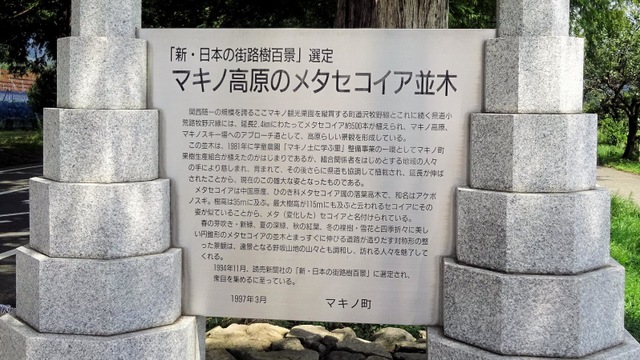 「新・日本の街路樹百景」選定
マキノ高原のメタセコイア並木
関西随一の規模を誇るここマキノ観光果園を縦貫する町道沢牧野線とこれに続く県道小
荒路牧野沢線には、延長2.4kmにわたってメタセコイア約500本が植えられ、マキノ高原、
マキノスキー場へのアプローチ道として、高原らしい景観を形成している。
この並木は、1981年に学童農園「マキノ土に学ぶ里」整備事業の一環としてマキノ町
果樹生産組合が植えたのがはじまりであるが、組合関係者をはじめとする地域の人々
の手により慈しまれ、育まれて、その後さらに県道も協調して植栽され、延長が伸ば
されたことから、現在のこの雄大な姿となったものである。
メタセコイアは中国原産、ひのき科メタセコイア属の落葉高木で、和名はアケボ
ノスギ。樹高は35mに及ぶ。最大樹高が115mにも及ぶと云われるセコイアにその
姿が似ていることから、メタ（変化した）セコイアと名付けられている。
春の芽吹き・新緑、夏の深緑、秋の紅葉、冬の裸樹・雪花と四季折々に美し
い円錐形のメタセコイアの並木とまっすぐに伸びる道路が造りだす対称形の整
った景観は、遠景となる野坂山地の山々とも調和し、訪れる人々を魅了して
くれる。
1994年11月、読売新聞社の「新・日本の街路樹百景」に選定され、
衆目を集めるに至っている。
1997年3月 マキノ町